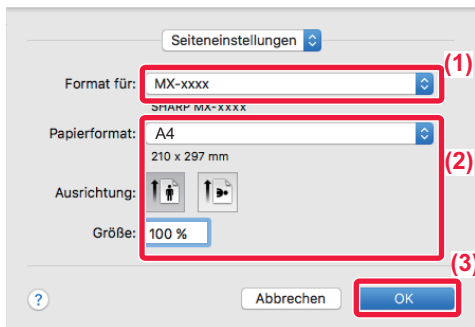 Seiteneinstellungen
(1)
Format für: MX-xxxx
SHARP MX-xxxx
Papierformat: A4
210 x 297 mm
(2)
Ausrichtung:
Größe: 100 %
(3)
? Abbrechen OK